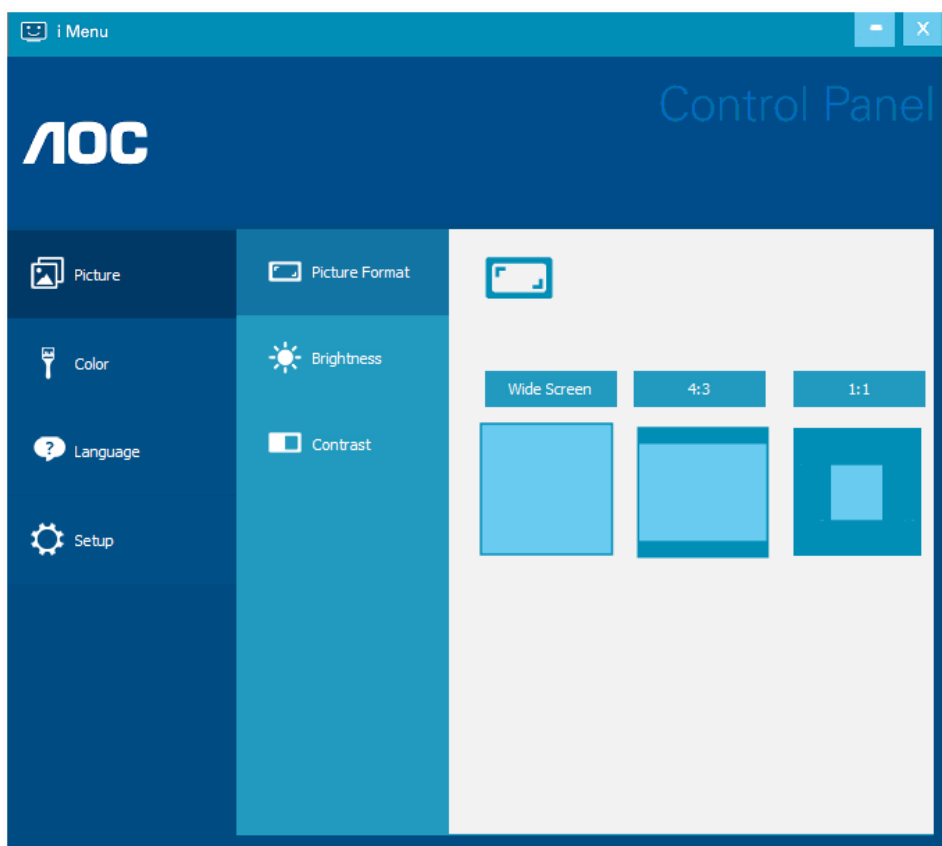 i Menu
Control Panel
AOC
Picture
Color
Language
Setup
Picture Format
Brightness
Contrast
Wide Screen
4:3
1:1